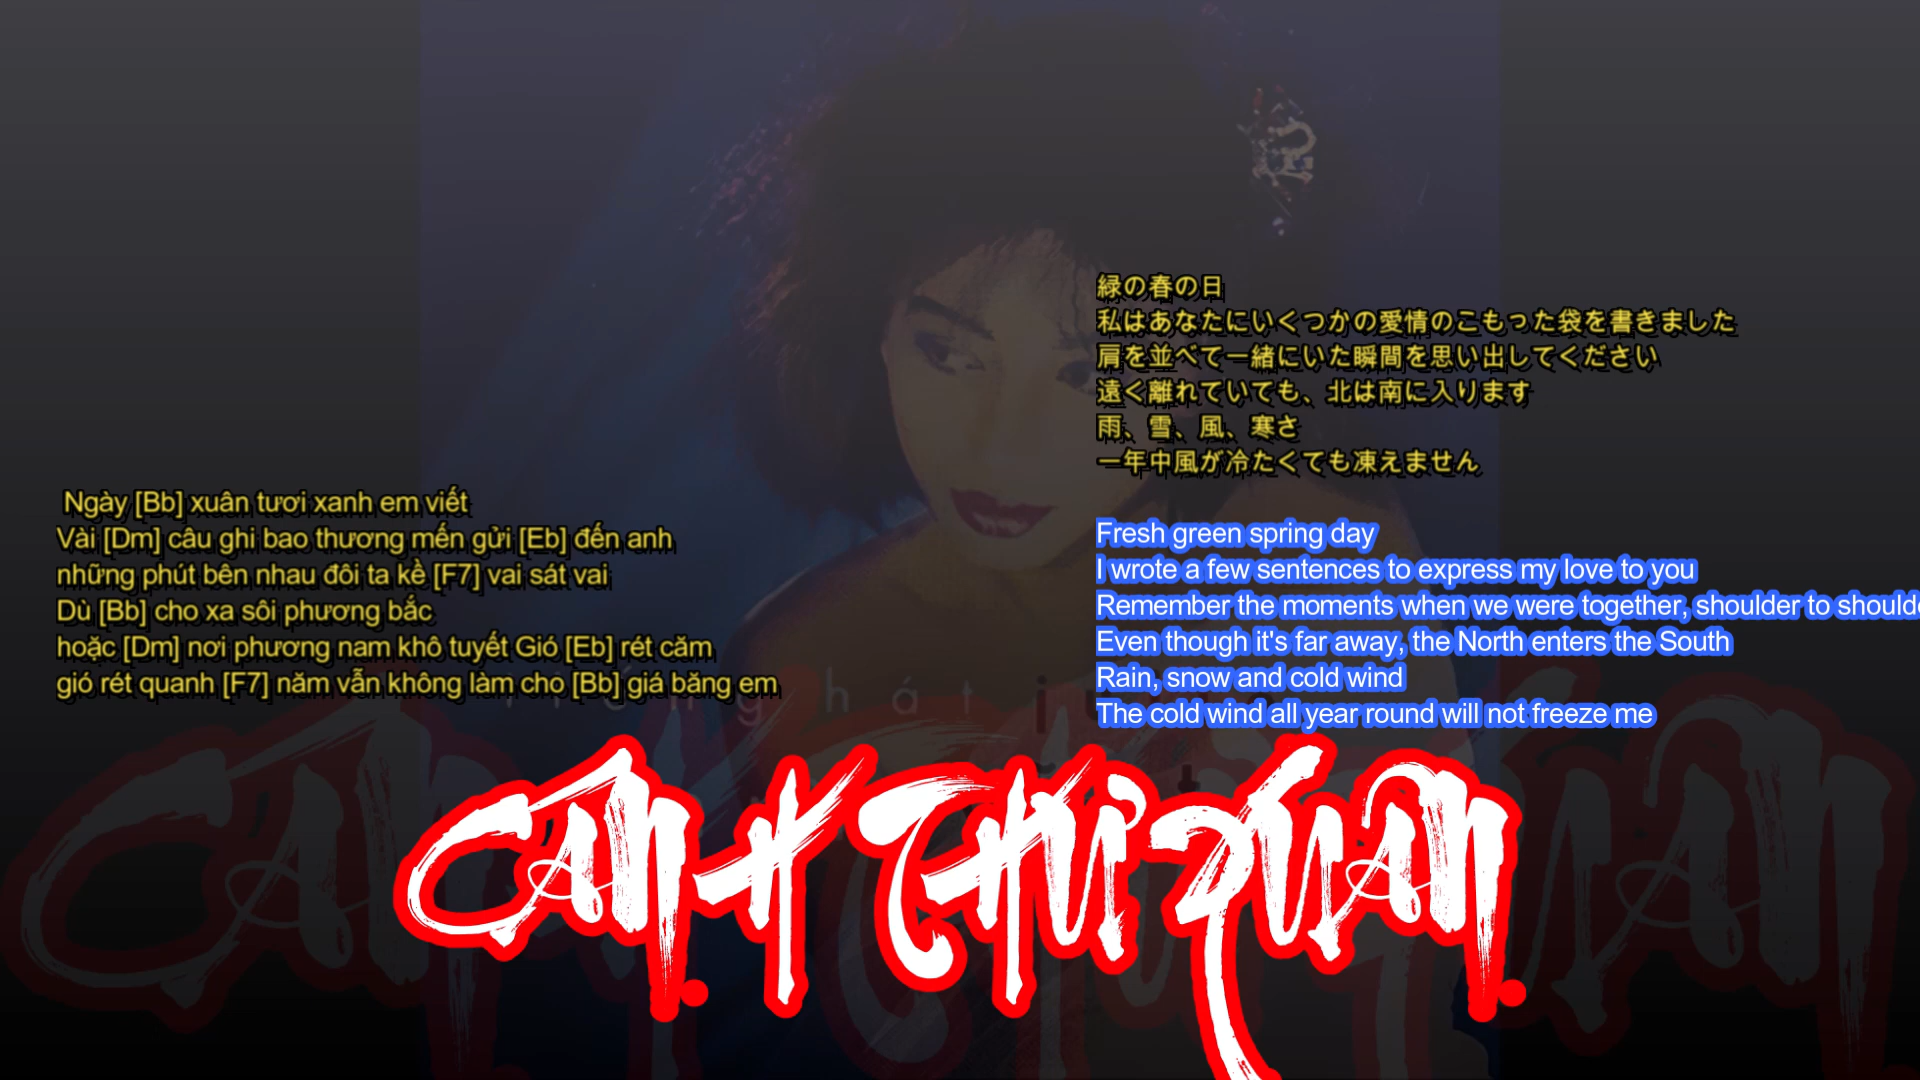 Ngày [Bb] xuân tươi xanh em viết
Vài [Dm] câu ghi bao thương mến gửi [Eb] đến anh
những phút bên nhau đôi ta kề [F7] vai sát vai
Dù [Bb] cho xa sôi phương bắc
hoặc [Dm] nơi phương nam khô tuyết Gió [Eb] rét căm
gió rét quanh [F7] năm vẫn không làm cho [Bb] giá băng em
緑の春の日
私はあなたにいくつかの愛情のこもった袋を書きました
肩を並べて一緒にいた瞬間を思い出してください
遠く離れていても、北は南に入ります
雨、雪、風、寒さ
一年中風が冷たくても凍えません
Fresh green spring day
I wrote a few sentences to express my love to you
Remember the moments when we were together, shoulder to should
Even though it's far away, the North enters the South
Rain, snow and cold wind
The cold wind all year round will not freeze me
hát
CAN.H THƯ QUAN.